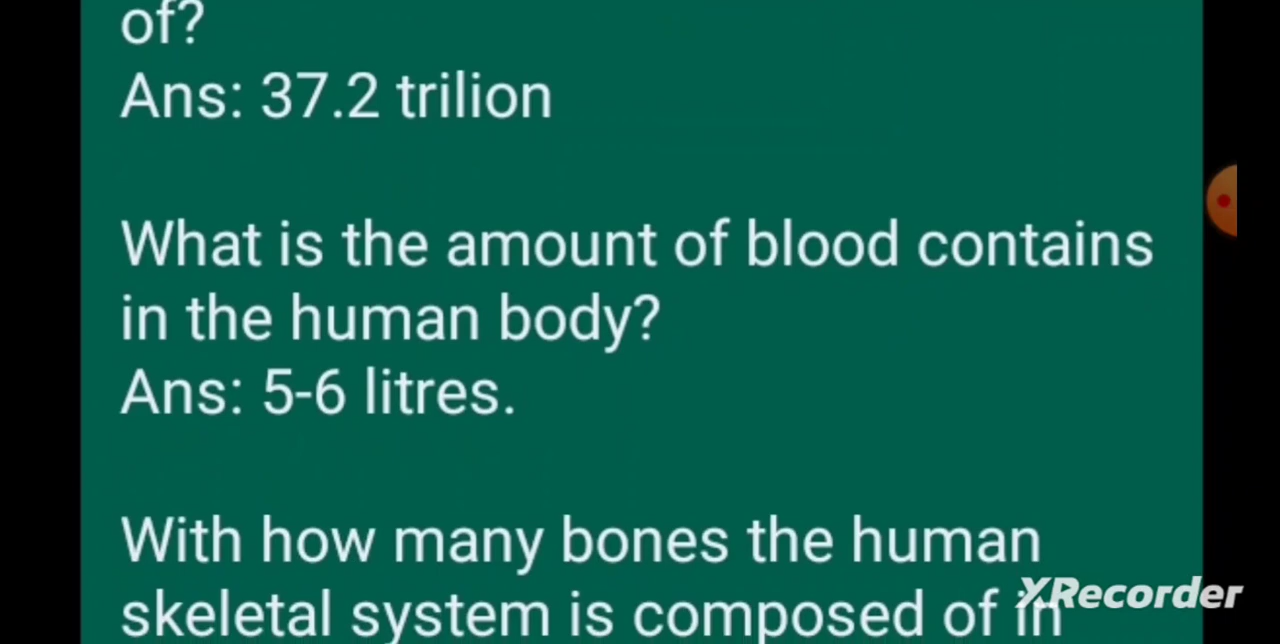 of?
Ans: 37.2 trilion
What is the amount of blood contains
in the human body?
Ans: 5-6 litres.
With how many bones the human
skeletal system is composed of in
XRecorder